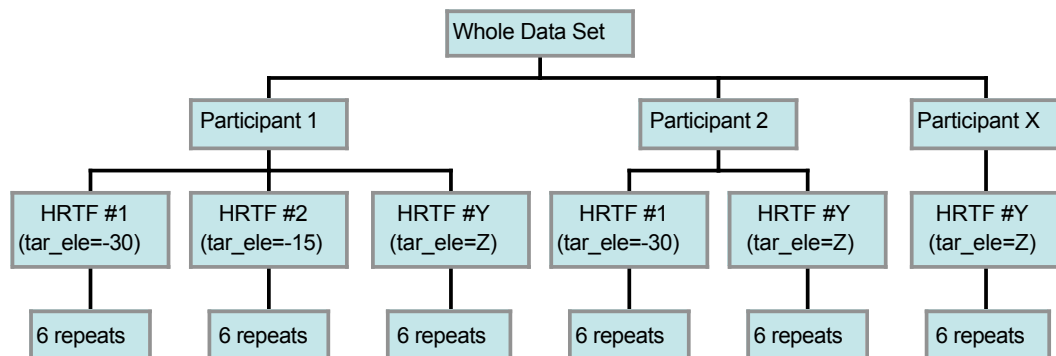 Whole Data Set
Participant 1
Participant 2
Participant X
HRTF #1
(tar_ele=-30)
HRTF #2
(tar_ele=-15)
HRTF #Y
(tar_ele=Z)
HRTF #1
(tar_ele=-30)
HRTF #Y
(tar_ele=Z)
HRTF #Y
(tar_ele=Z)
6 repeats
6 repeats
6 repeats
6 repeats
6 repeats
6 repeats